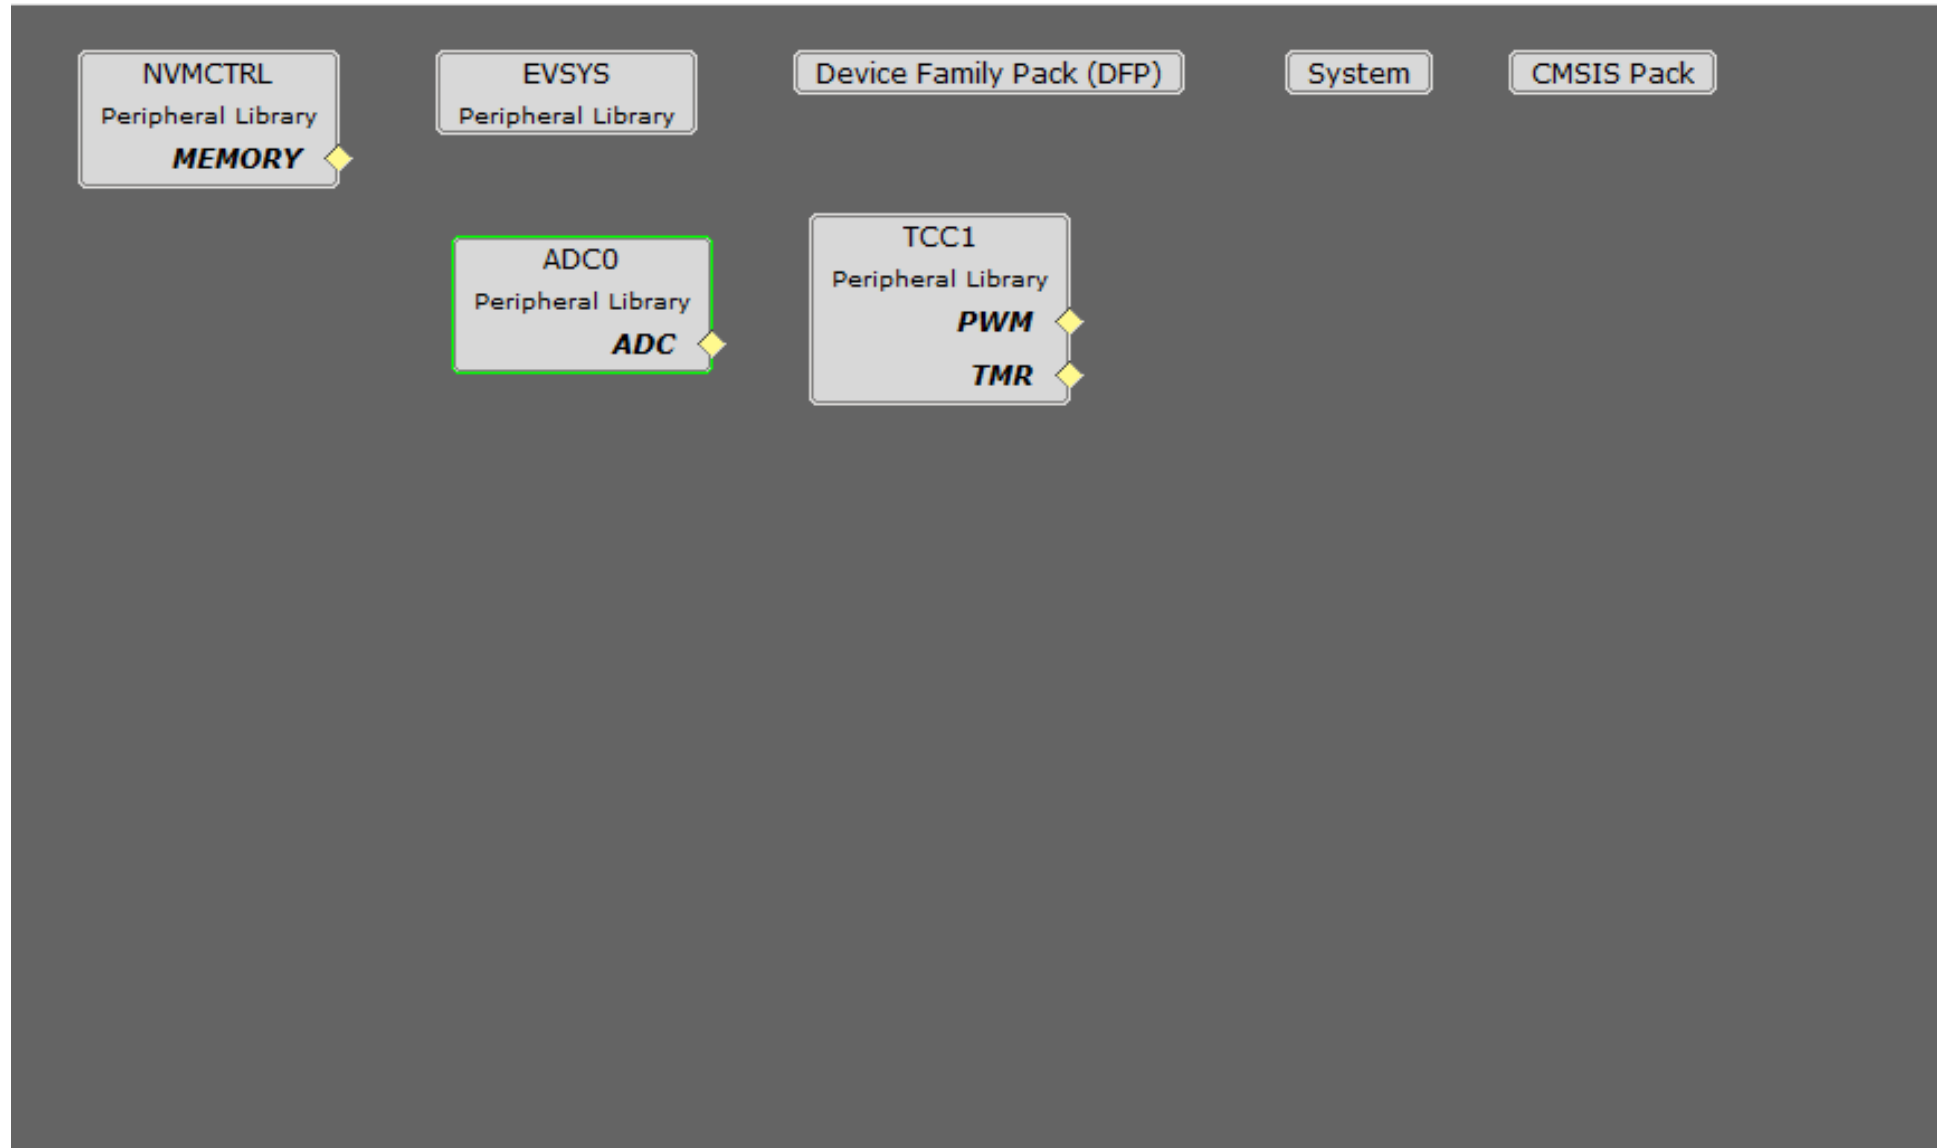 NVMCTRL
Peripheral Library
MEMORY
EVSYS
Peripheral Library
Device Family Pack (DFP)
System
CMSIS Pack
ADC0
Peripheral Library
ADC
TCC1
Peripheral Library
PWM
TMR